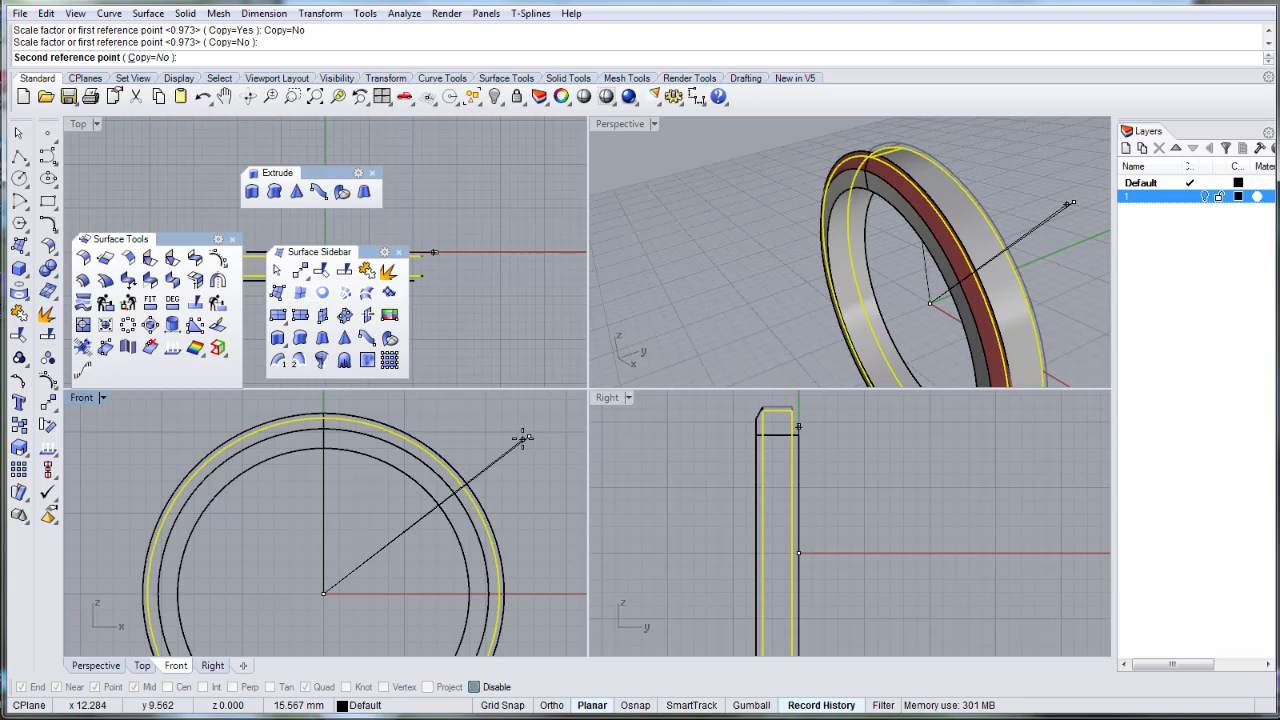 File Edit View Curve Surface Solid Mesh Dimension Transform Tools Analyze Render Panels T-Splines Help
Scale factor or first reference point <0.973> ( Copy=Yes ): Copy=No
Scale factor or first reference point <0.973> ( Copy=No ):
Second reference point ( Copy=No ):
Standard CPlanes Set View Display Select Viewport Layout Visibility Transform Curve Tools Surface Tools Solid Tools Mesh Tools Render Tools Drafting New in V5
Top
Perspective
Layers
Name C... Mater
Default
1
Extrude
Surface Tools
Surface Sidebar
FIT DEG
1 2
z y x
Front
Right
z x
z y
Perspective Top Front Right
End Near Point Mid Cen Int Perp Tan Quad Knot Vertex Project Disable
CPlane x 12.284 y 9.562 z 0.000 15.567 mm Default Grid Snap Ortho Planar Osnap SmartTrack Gumball Record History Filter Memory use: 301 MB